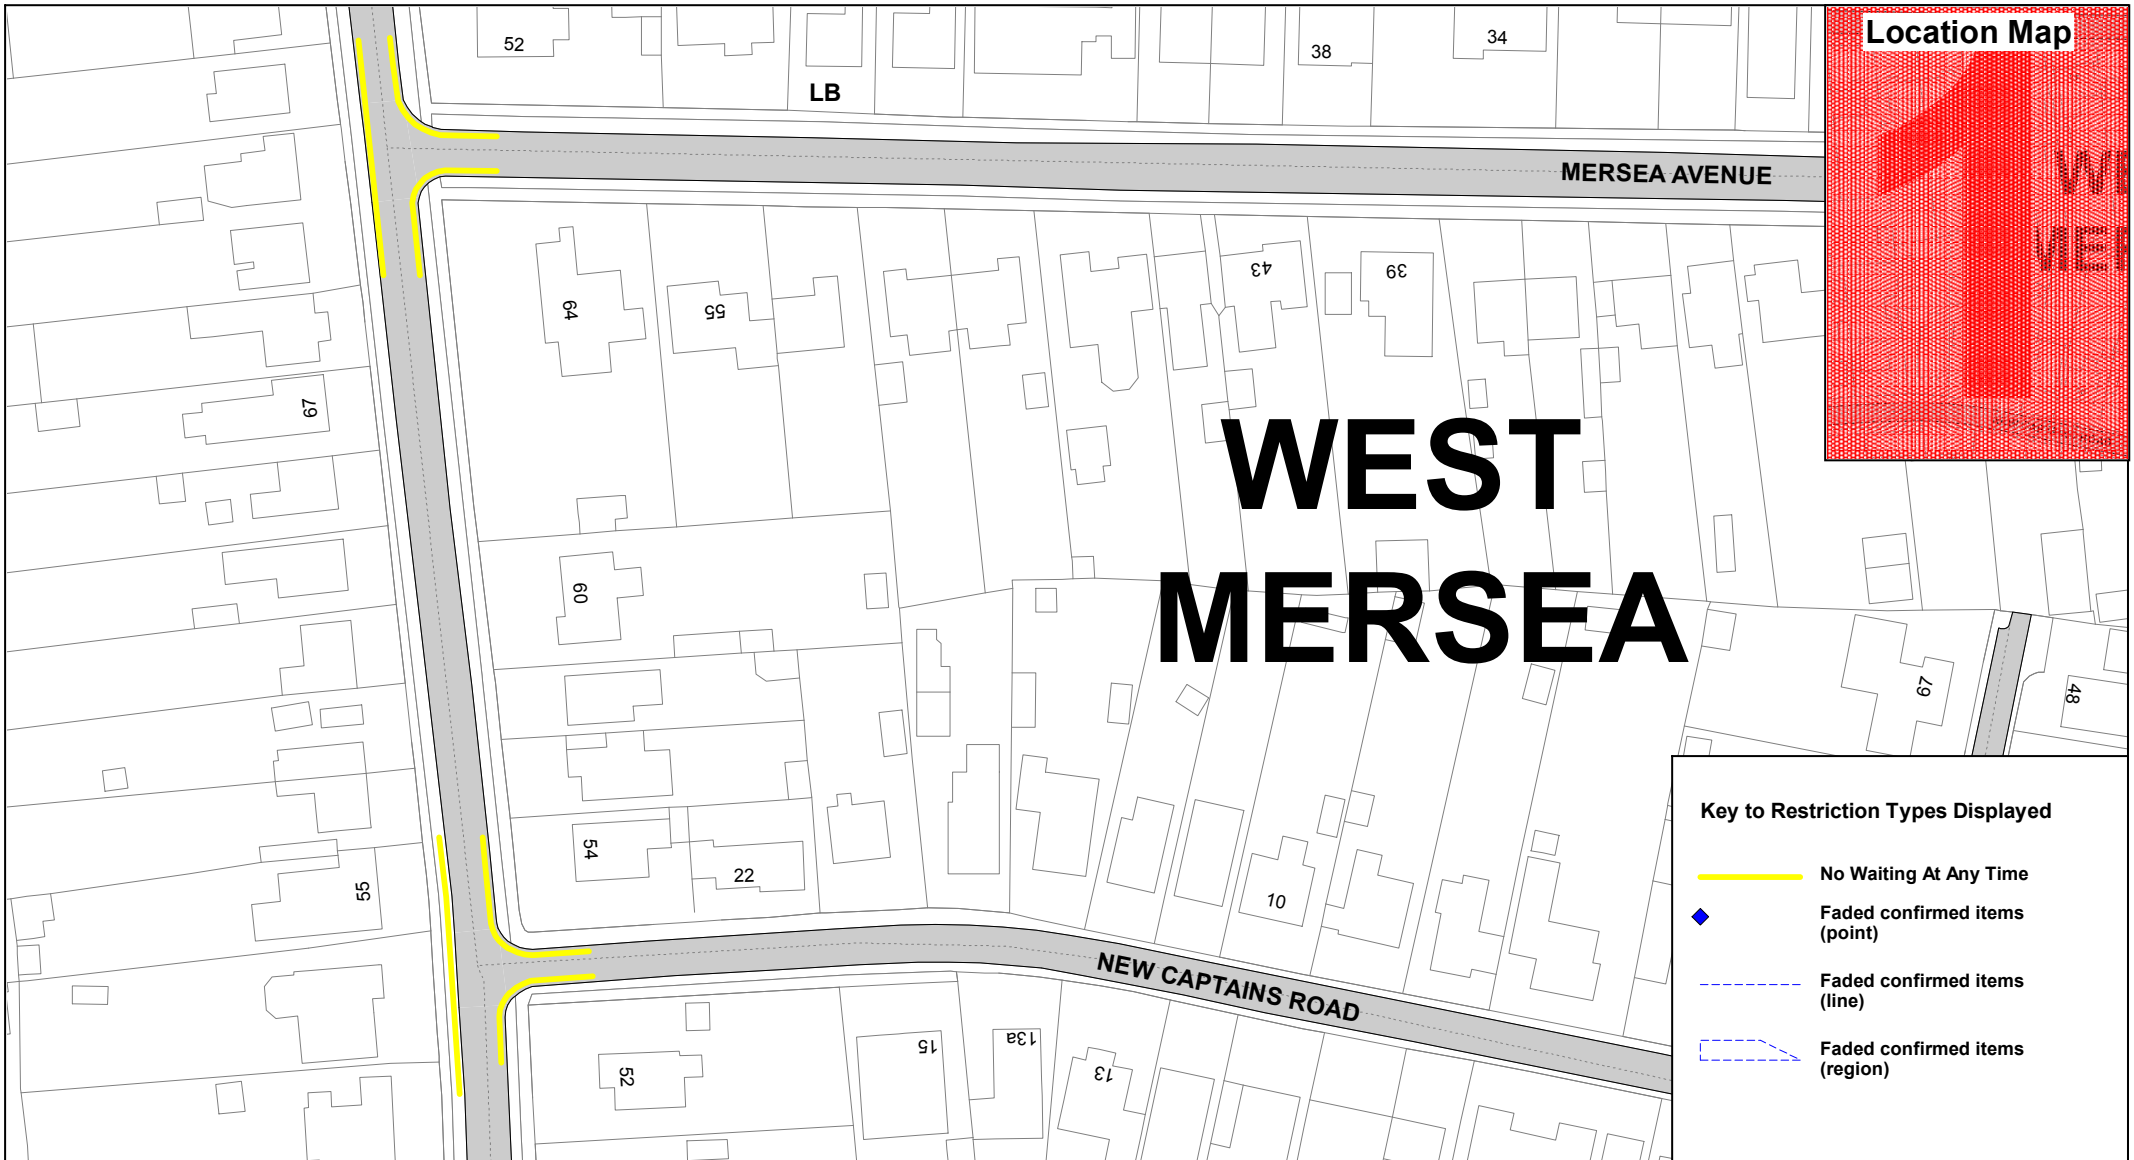 Location Map
1
52
38
34
LB
MERSEA AVENUE
64
55
43
39
67
WEST
MERSEA
60
67
48
54
22
55
10
NEW CAPTAINS ROAD
52
15
13a
13
Key to Restriction Types Displayed
No Waiting At Any Time
Faded confirmed items
(point)
Faded confirmed items
(line)
Faded confirmed items
(region)